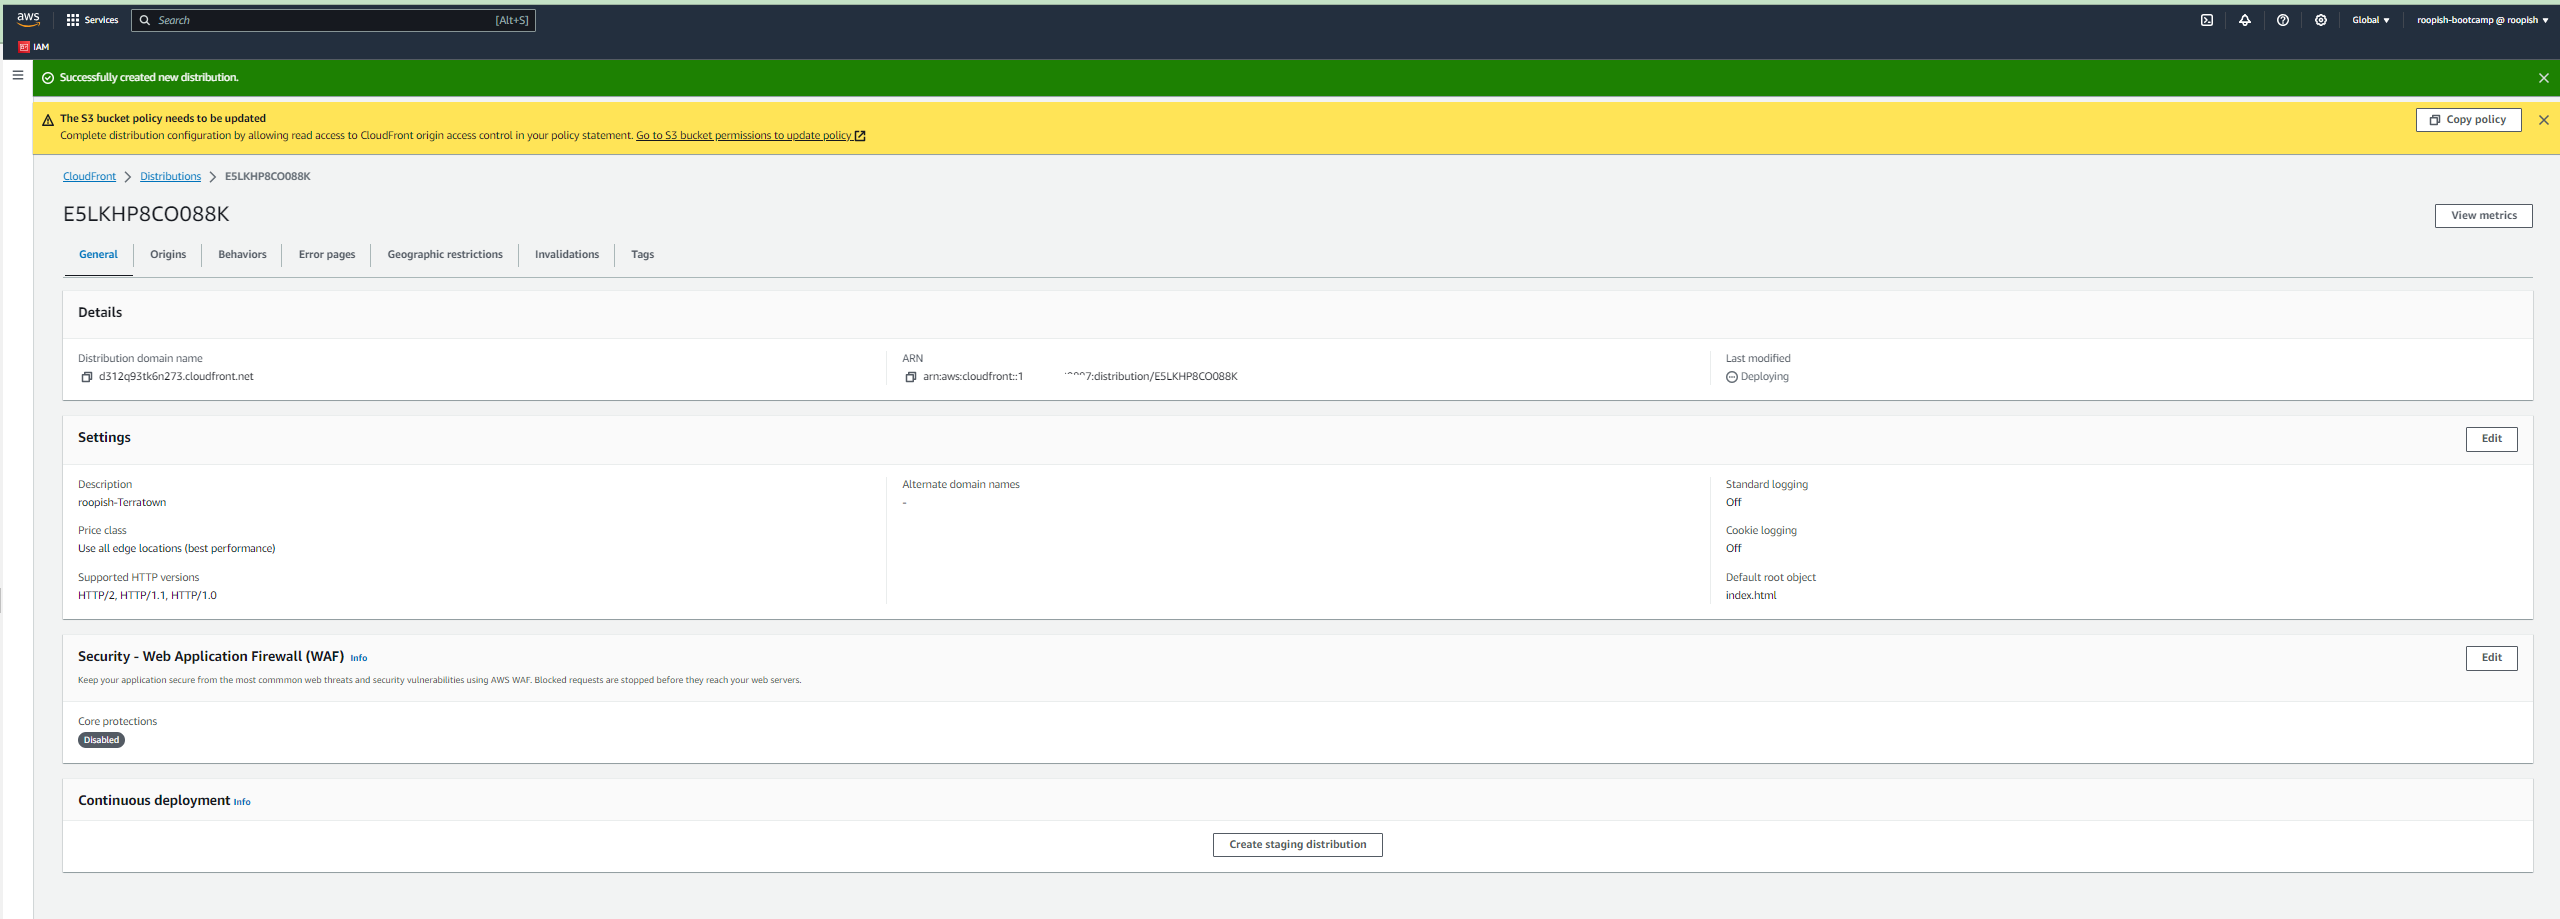 aws Services Search [Alt+S] Global roopish-bootcamp @ roopish
IAM
Successfully created new distribution.
The S3 bucket policy needs to be updated
Complete distribution configuration by allowing read access to CloudFront origin access control in your policy statement. Go to S3 bucket permissions to update policy
Copy policy
CloudFront Distributions E5LKHP8CO088K
E5LKHP8CO088K
View metrics
General Origins Behaviors Error pages Geographic restrictions Invalidations Tags
Details
Distribution domain name
d312q93tk6n273.cloudfront.net
ARN
arn:aws:cloudfront::1 7:distribution/E5LKHP8CO088K
Last modified
Deploying
Settings
Edit
Description
roopish-Terratown
Price class
Use all edge locations (best performance)
Supported HTTP versions
HTTP/2, HTTP/1.1, HTTP/1.0
Alternate domain names
-
Standard logging
Off
Cookie logging
Off
Default root object
index.html
Security - Web Application Firewall (WAF) Info
Edit
Keep your application secure from the most commmon web threats and security vulnerabilities using AWS WAF. Blocked requests are stopped before they reach your web servers.
Core protections
Disabled
Continuous deployment Info
Create staging distribution